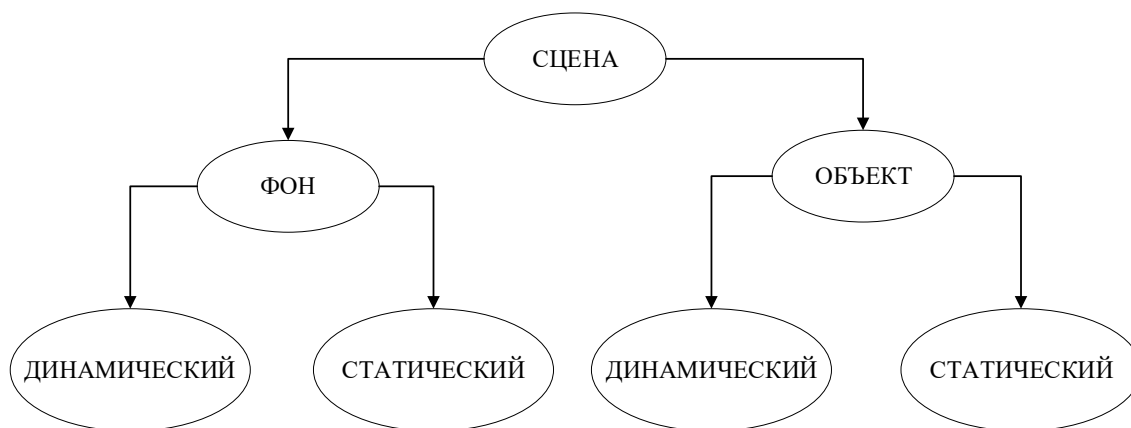 СЦЕНА
ФОН
ОБЪЕКТ
ДИНАМИЧЕСКИЙ
СТАТИЧЕСКИЙ
ДИНАМИЧЕСКИЙ
СТАТИЧЕСКИЙ